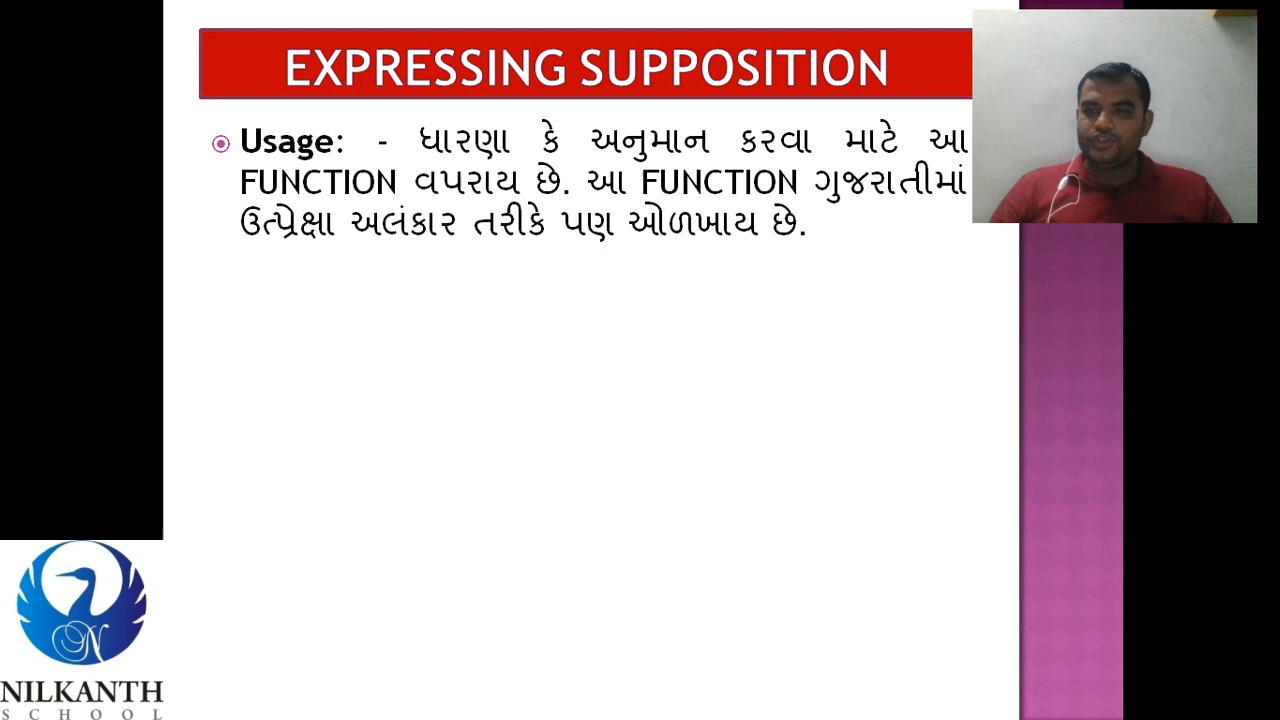 EXPRESSING SUPPOSITION
Usage: - ધારણા કે અનુમાન કરવા માટે આ
FUNCTION વપરાય છે. આ FUNCTION ગુજરાતીમાં
ઉત્પ્રેક્ષા અલંકાર તરીકે પણ ઓળખાય છે.
N
NILKANTH
SCHOOL